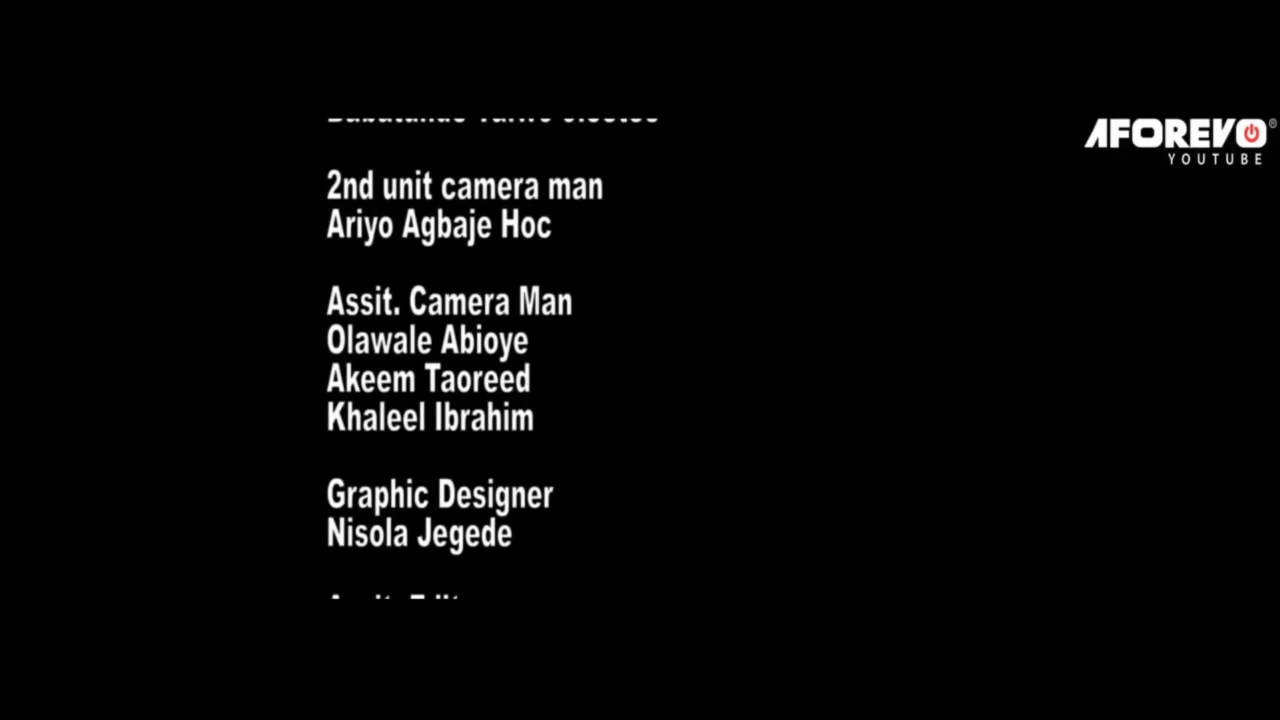 AFOREVO
YOUTUBE
2nd unit camera man
Ariyo Agbaje Hoc
Assit. Camera Man
Olawale Abioye
Akeem Taoreed
Khaleel Ibrahim
Graphic Designer
Nisola Jegede